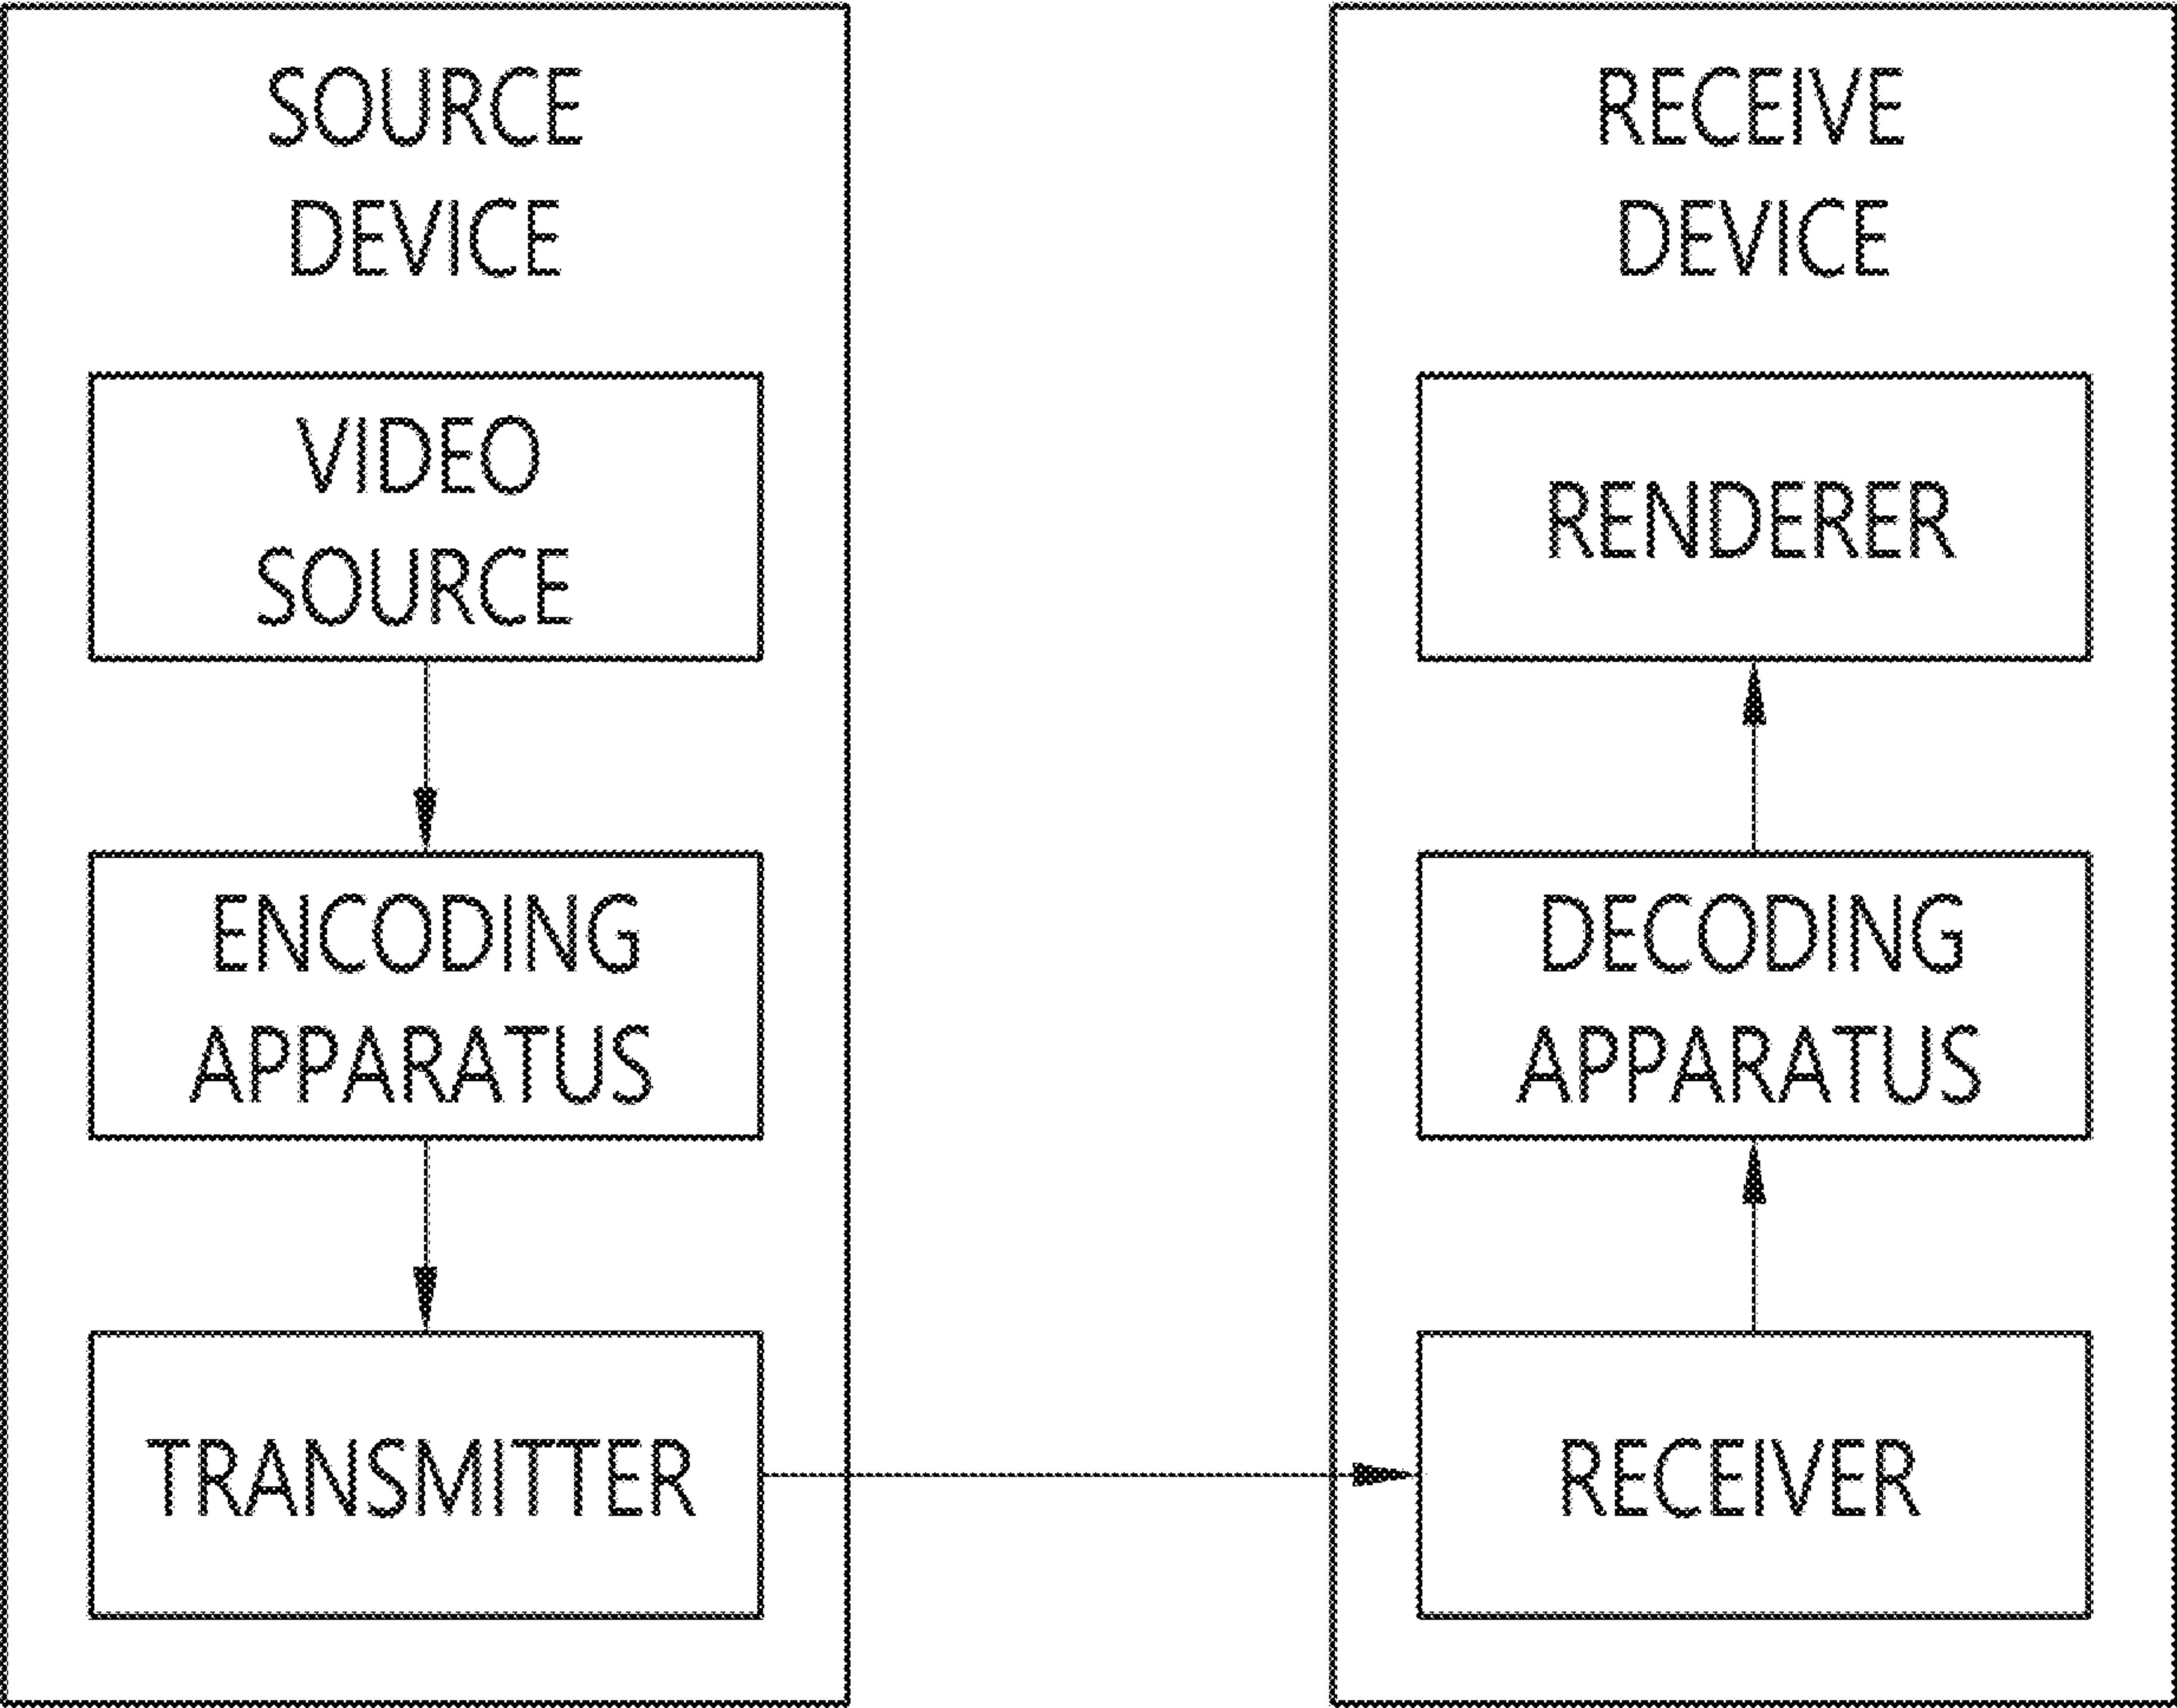 SOURCE
DEVICE
VIDEO
SOURCE
ENCODING
APPARATUS
TRANSMITTER
RECEIVE
DEVICE
RENDERER
DECODING
APPARATUS
RECEIVER